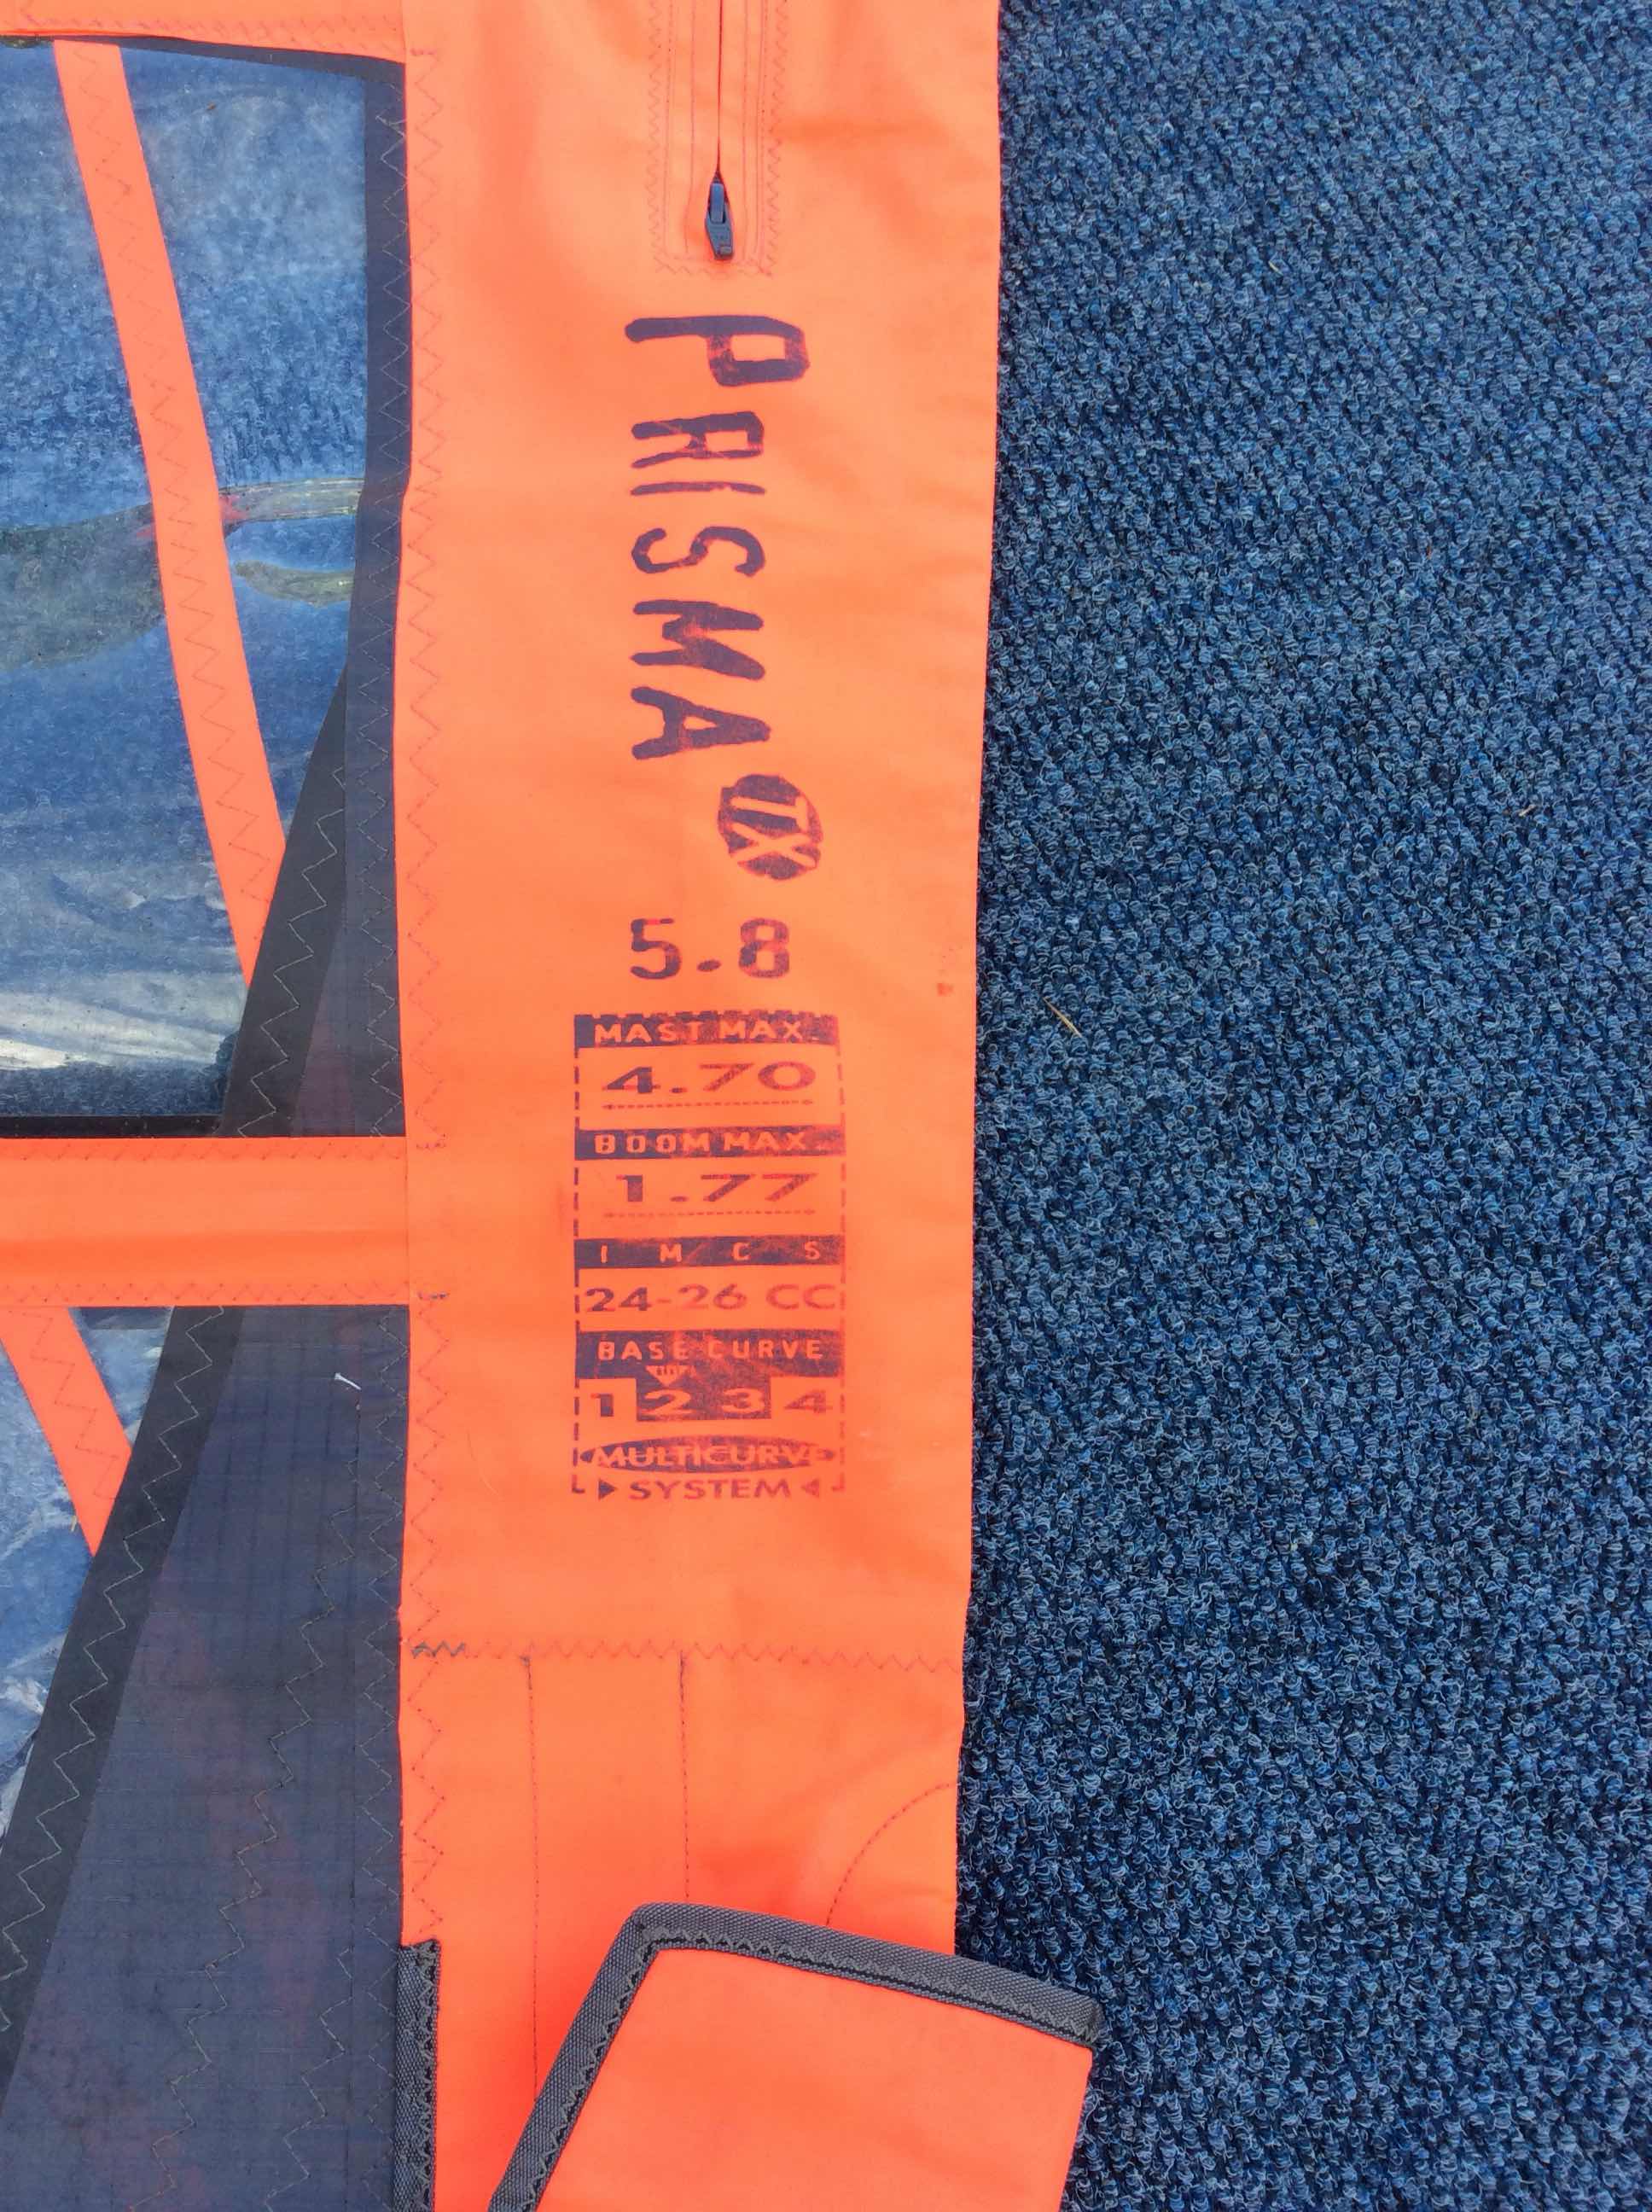 PRISMA TX
5.8
MAST MAX.
4.70
BOOM MAX.
1.77
I M C S
24-26 CC
BASE CURVE
1 2 3 4
MULTICURVE
SYSTEM